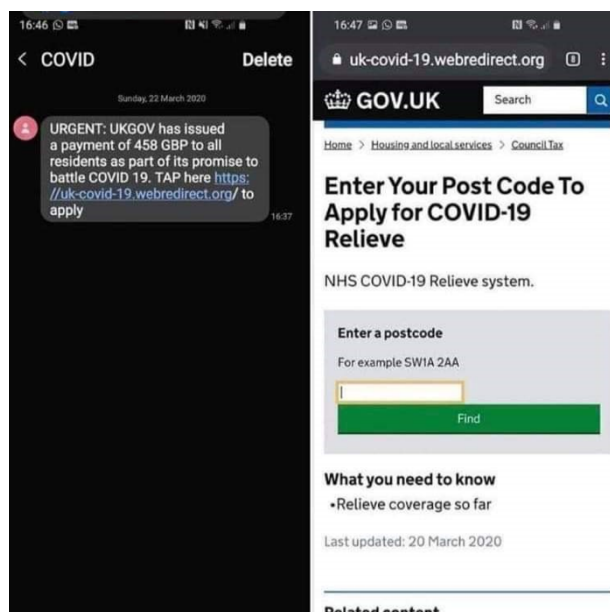 16:46
COVID
Delete
Sunday, 22 March 2020
URGENT: UKGOV has issued
a payment of 458 GBP to all
residents as part of its promise to
battle COVID 19. TAP here https:
//uk-covid-19.webredirect.org/ to
apply
16:37
16:47
uk-covid-19.webredirect.org
8
GOV.UK
Search
Home > Housing and local services > Council Tax
Enter Your Post Code To
Apply for COVID-19
Relieve
NHS COVID-19 Relieve system.
Enter a postcode
For example SW1A 2AA
Find
What you need to know
•Relieve coverage so far
Last updated: 20 March 2020
Related content